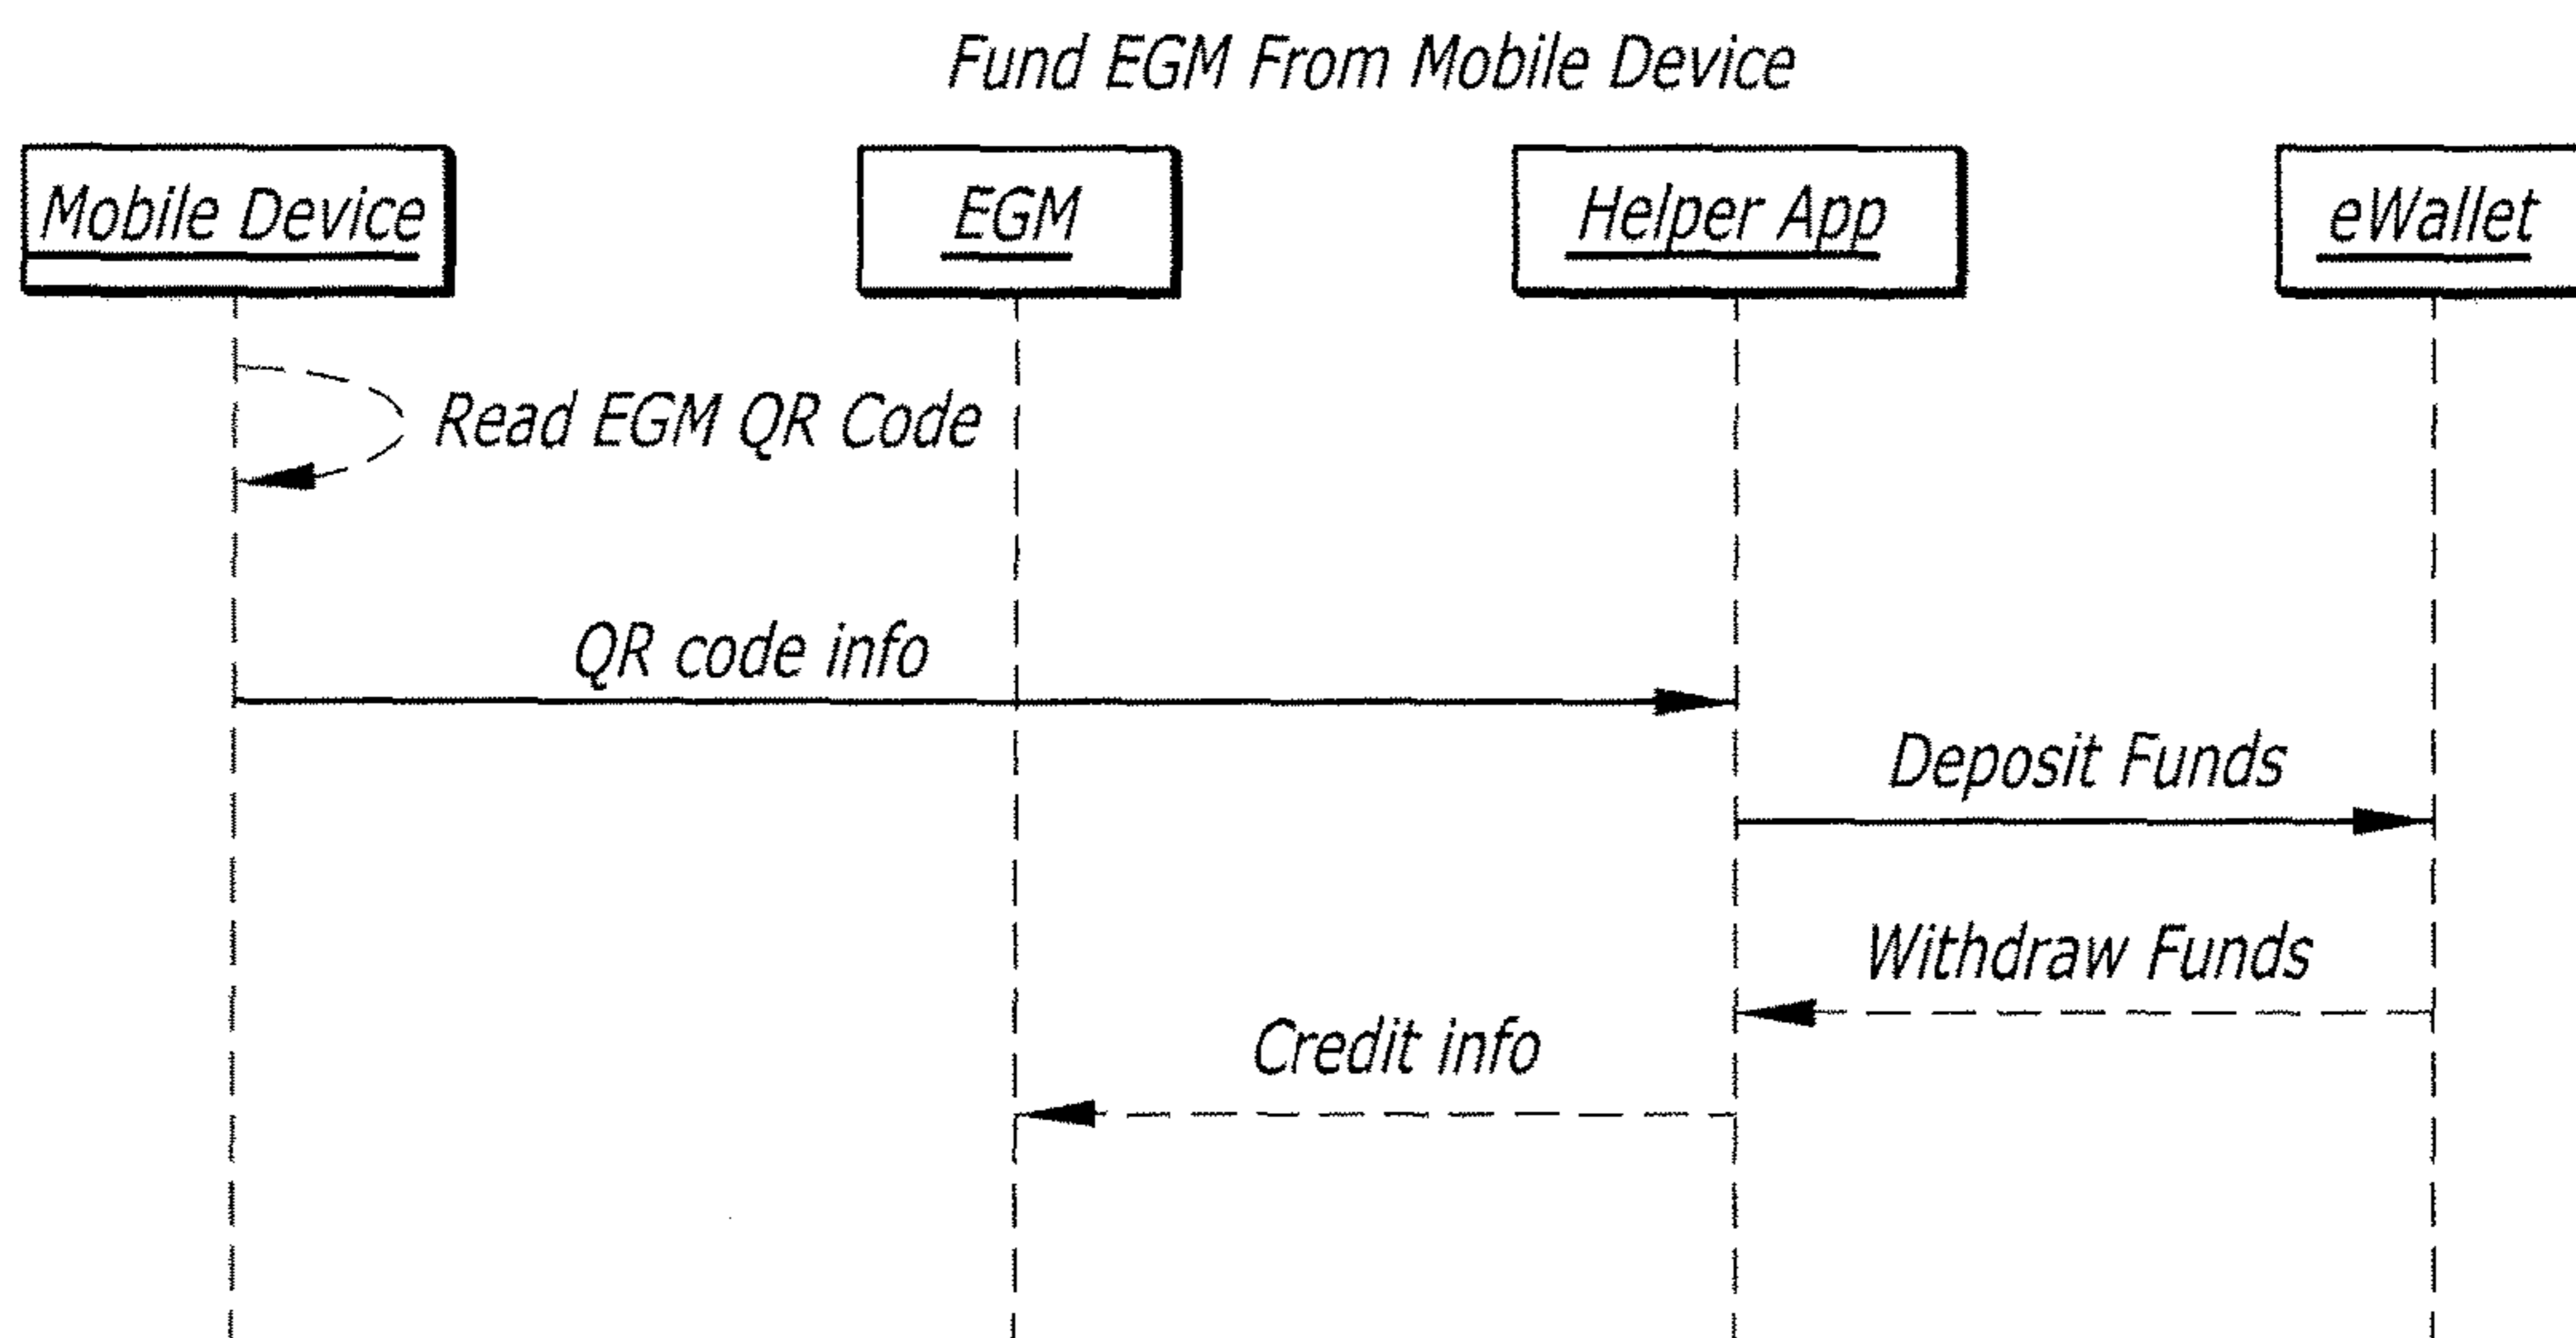 Fund EGM From Mobile Device
Mobile Device
EGM
Helper App
eWallet
Read EGM QR Code
QR code info
Deposit Funds
Withdraw Funds
Credit info